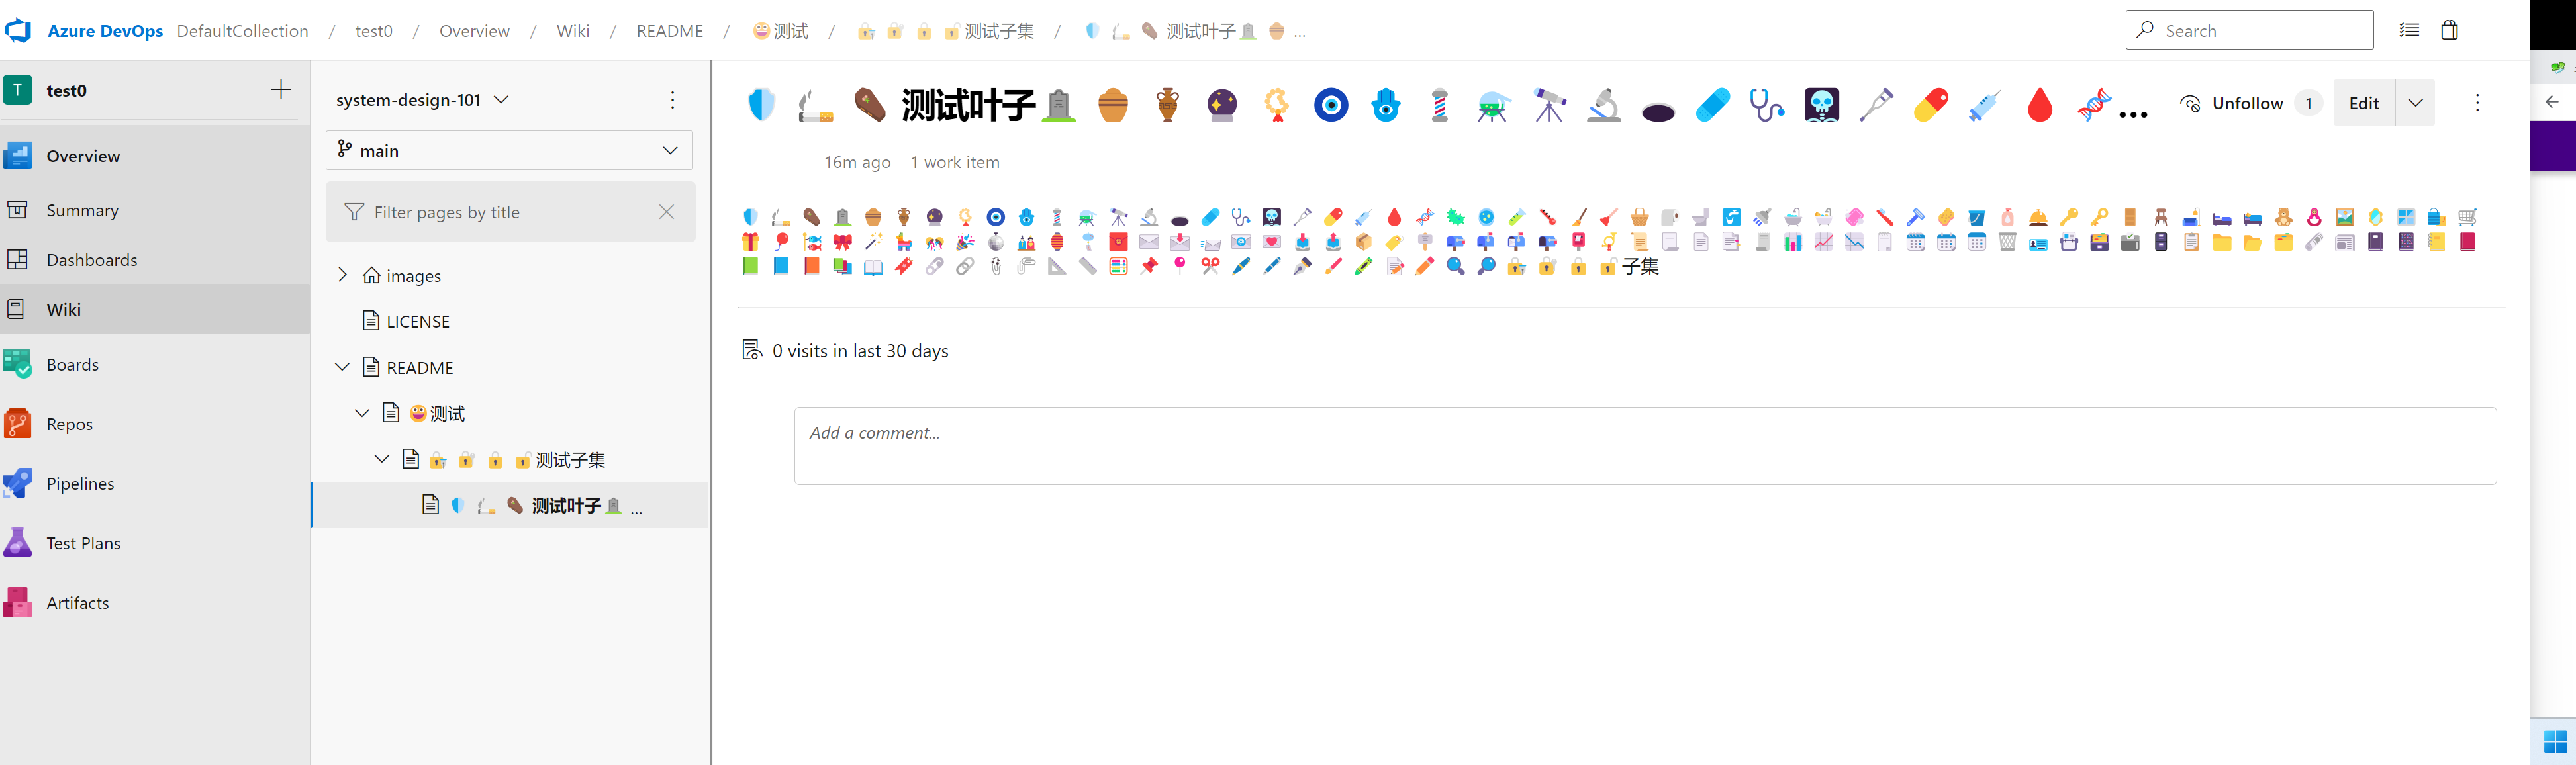 Azure DevOps DefaultCollection / test0 / Overview / Wiki / README / 😀测试 / 🔐 🔏 🔒 🔓测试子集 / 🛡 🚬 ⚰ 测试叶子🪦 ⚱ ...
Search
T test0
Overview
Summary
Dashboards
Wiki
Boards
Repos
Pipelines
Test Plans
Artifacts
system-design-101
main
Filter pages by title
images
LICENSE
README
😀测试
🔐 🔏 🔒 🔓测试子集
🛡 🚬 ⚰ 测试叶子🪦 ...
🛡 🚬 ⚰ 测试叶子🪦 ⚱ 🏺 🔮 📿 🧿 🪬 💈 ⚗ 🔭 🔬 🕳 🩹 🩺 🩻 🩼 💊 💉 🩸 🧬...
Unfollow 1
Edit
16m ago 1 work item
子集
0 visits in last 30 days
Add a comment...